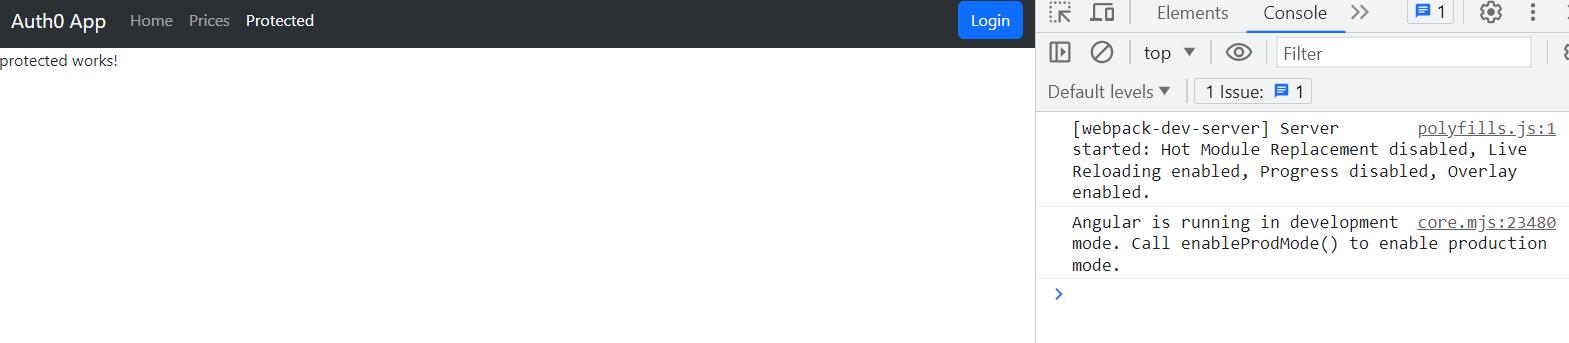 Auth0 App Home Prices Protected Login
protected works!
Elements Console 1
top Filter
Default levels 1 Issue: 1
[webpack-dev-server] Server polyfills.js:1
started: Hot Module Replacement disabled, Live
Reloading enabled, Progress disabled, Overlay
enabled.
Angular is running in development core.mjs:23480
mode. Call enableProdMode() to enable production
mode.